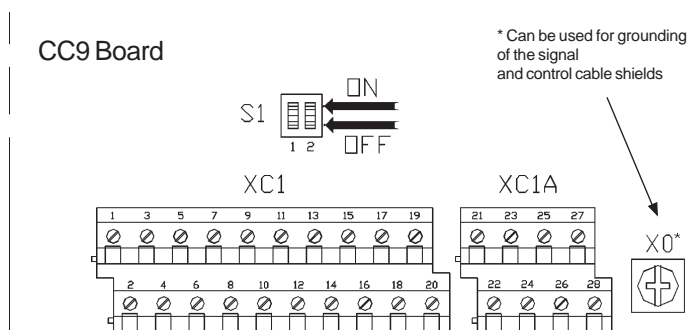 CC9 Board
* Can be used for grounding
of the signal
and control cable shields
ON
S1
OFF
1 2
XC1
XC1A
X0*
1 3 5 7 9 11 13 15 17 19
21 23 25 27
2 4 6 8 10 12 14 16 18 20
22 24 26 28